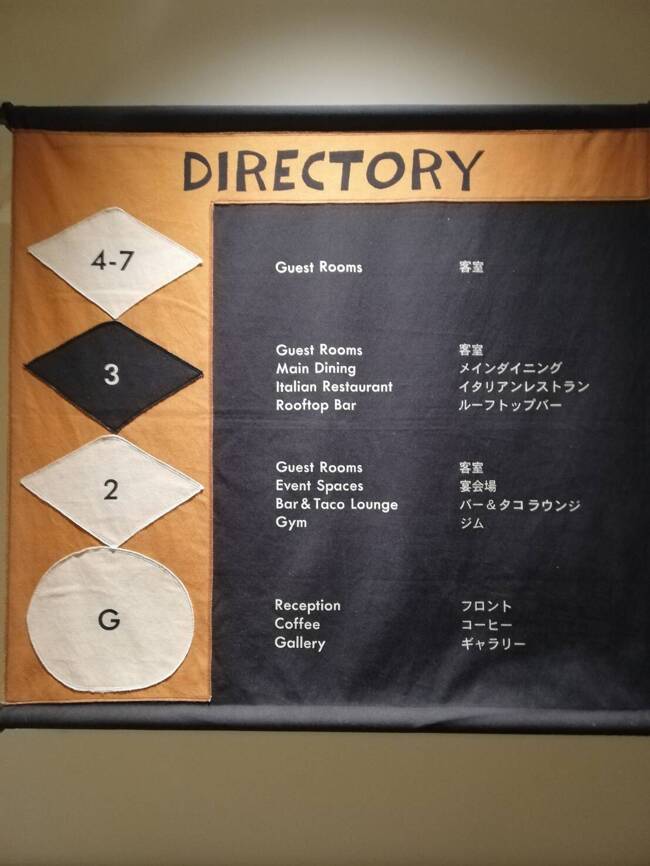 DIRECTORY
4-7
Guest Rooms 客室
3
Guest Rooms 客室
Main Dining メインダイニング
Italian Restaurant イタリアンレストラン
Rooftop Bar ルーフトップバー
2
Guest Rooms 客室
Event Spaces 宴会場
Bar & Taco Lounge バー & タコ ラウンジ
Gym ジム
G
Reception フロント
Coffee コーヒー
Gallery ギャラリー